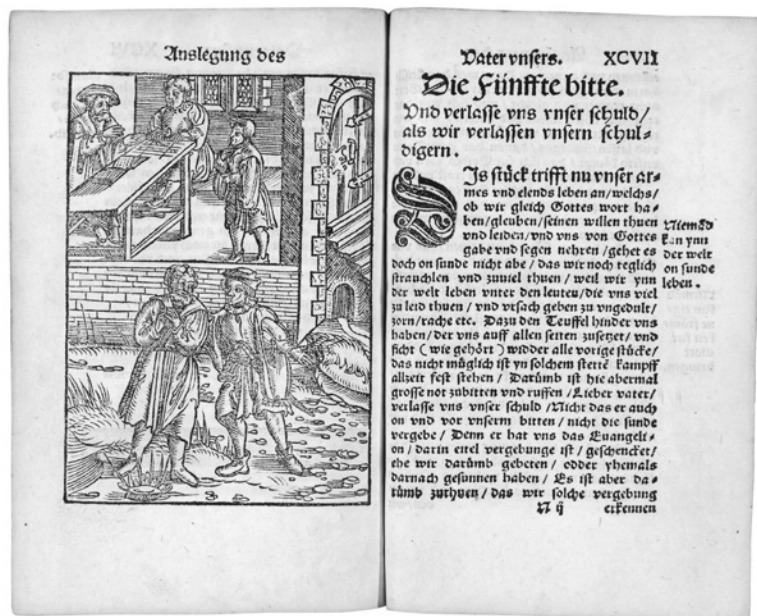 Auslegung des
Vater vnsers. XCVII
Die Fünffte bitte.
Vnd verlasse vns vnser schuld/
als wir verlassen vnsern schul-
digern.
DIs stück trifft nu vnser ar-
mes vnd elends leben an/welchs/
ob wir gleich Gottes wort ha-
ben/gleuben/seinen willen thuen
vnd leiden/vnd vns von Gottes
gabe vnd segen nehren/gehet es
doch on sunde nicht abe/das wir noch teglich
strauchlen vnd zuuiel thuen/weil wir ynn
der welt leben vnter den leuten/die vns viel
zu leid thuen/vnd vrsach geben zu vngedult/
zorn/rache etc. Dazu den Teuffel hinder vns
haben/der vns auff allen seiten zusetzet/vnd
ficht (wie gehört) widder alle vorige stücke/
das nicht müglich ist yn solchem stertē kampff
allzeit fest stehen/Darümb ist hie abermal
grosse not zubitten vnd ruffen/Lieber vater/
verlasse vns vnser schuld/Nicht das er auch
on vnd vor vnserm bitten/nicht die sunde
vergebe/Denn er hat vns das Euangeli-
on/darin eitel vergebunge ist/geschencket/
ehe wir darümb gebeten/odder yhemals
darnach gesunnen haben/Es ist aber da-
rümb zuthuen/das wir solche vergebung
N ij erkennen
Niemād
kan ynn
der welt
on sunde
leben.